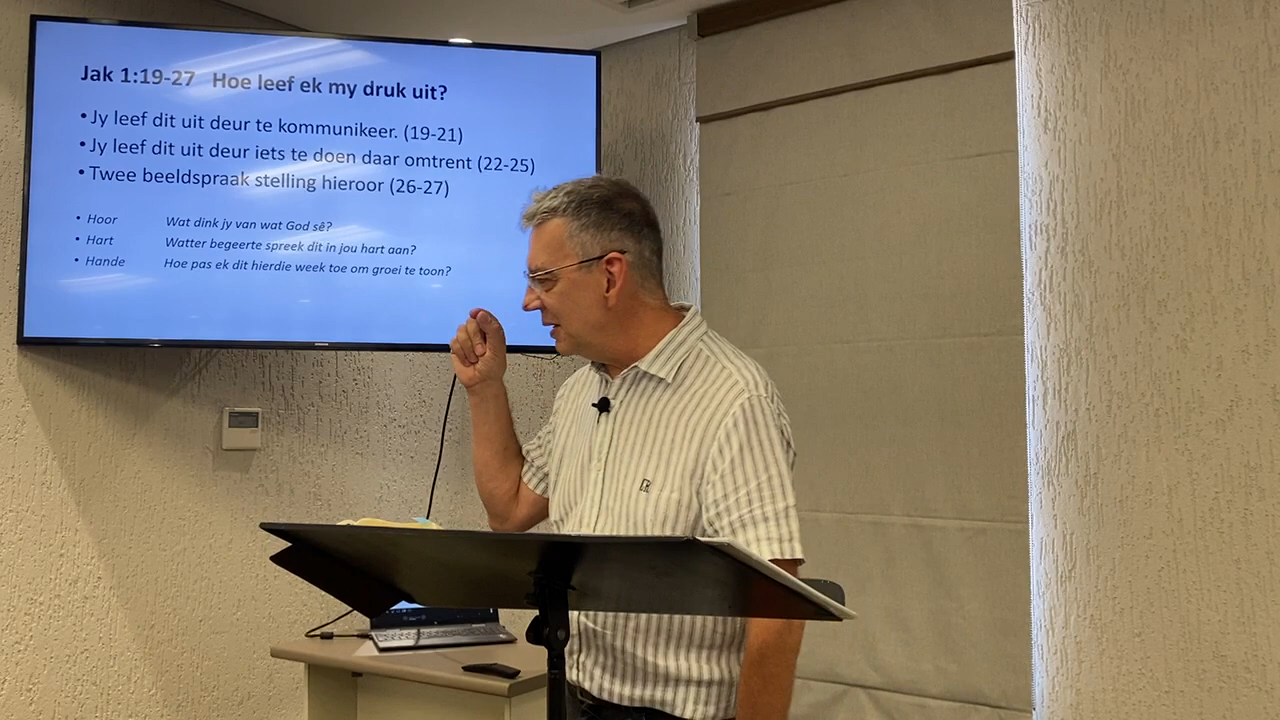 Jak 1:19-27 Hoe leef ek my druk uit?
• Jy leef dit uit deur te kommunikeer. (19-21)
• Jy leef dit uit deur iets te doen daar omtrent (22-25)
• Twee beeldspraak stelling hieroor (26-27)
• Hoor Wat dink jy van wat God sê?
• Hart Watter begeerte spreek dit in jou hart aan?
• Hande Hoe pas ek dit hierdie week toe om groei te toon?